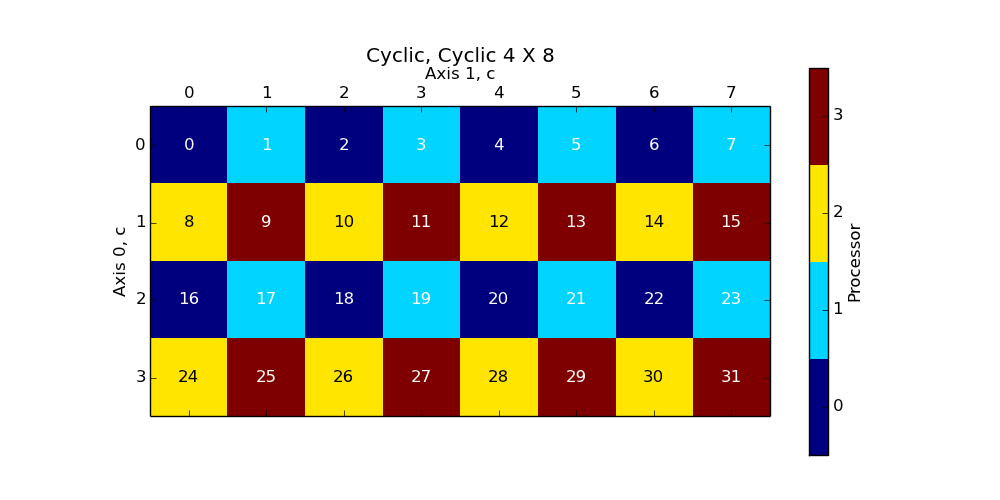 Cyclic, Cyclic 4 X 8
Axis 1, c
0 1 2 3 4 5 6 7
0 0 1 2 3 4 5 6 7
1 8 9 10 11 12 13 14 15
2 16 17 18 19 20 21 22 23
3 24 25 26 27 28 29 30 31
Axis 0, c
3
2
1
0
Processor